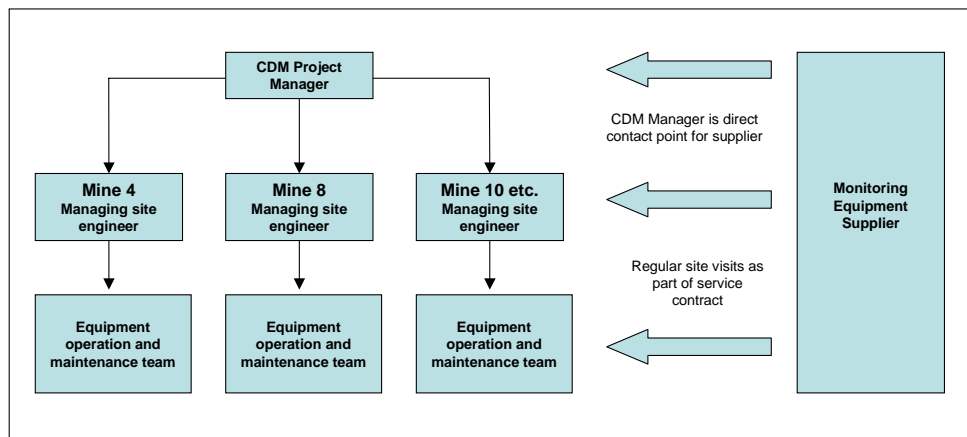 CDM Project
Manager
CDM Manager is direct
contact point for supplier
Mine 4
Managing site
engineer
Mine 8
Managing site
engineer
Mine 10 etc.
Managing site
engineer
Monitoring
Equipment
Supplier
Regular site visits as
part of service
contract
Equipment
operation and
maintenance team
Equipment
operation and
maintenance team
Equipment
operation and
maintenance team